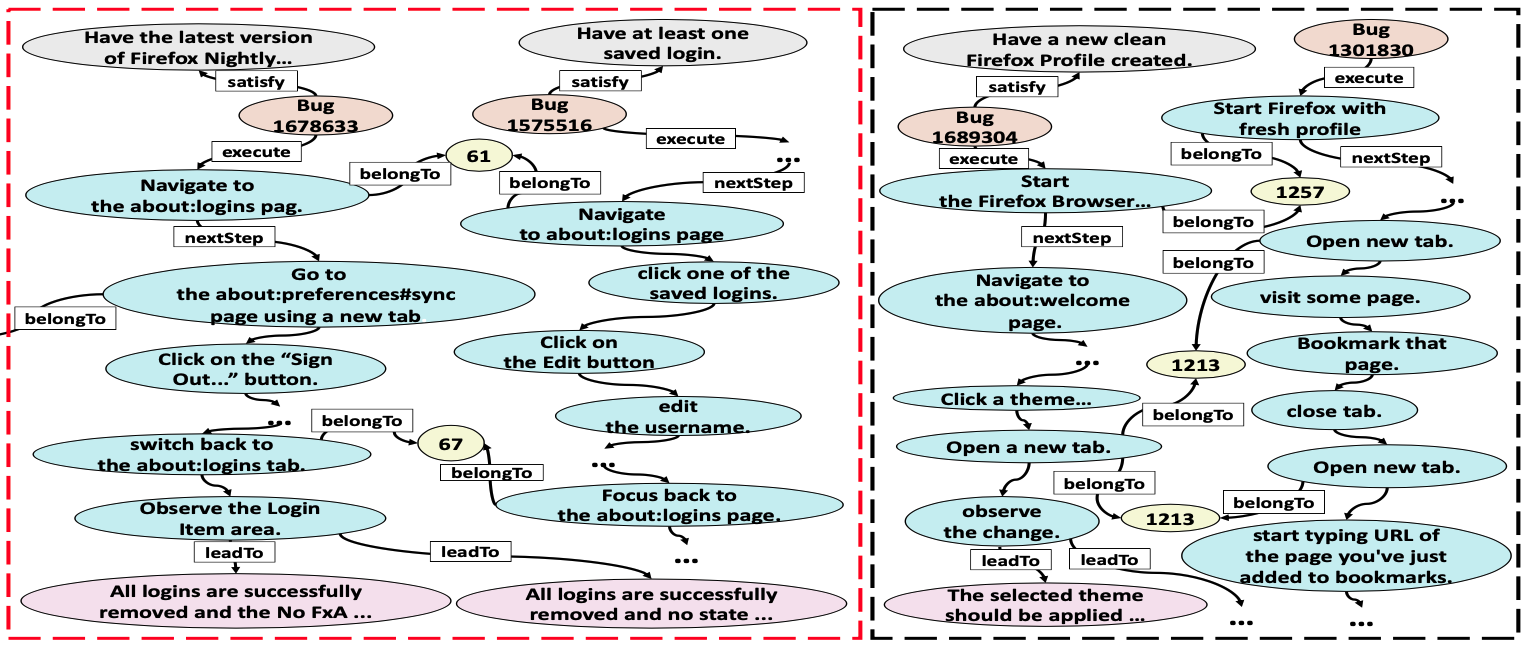 Have the latest version
of Firefox Nightly...
satisfy
Bug
1678633
execute
Navigate to
the about:logins pag.
belongTo
61
nextStep
Go to
the about:preferences#sync
page using a new tab
belongTo
Click on the “Sign
Out...” button.
...
switch back to
the about:logins tab.
belongTo
67
Observe the Login
Item area.
leadTo
leadTo
All logins are successfully
removed and the No FxA ...
Have at least one
saved login.
satisfy
Bug
1575516
execute
...
nextStep
belongTo
Navigate
to about:logins page
click one of the
saved logins.
Click on
the Edit button
edit
the username.
...
belongTo
Focus back to
the about:logins page.
...
All logins are successfully
removed and no state ...
Have a new clean
Firefox Profile created.
satisfy
Bug
1689304
execute
Start
the Firefox Browser...
belongTo
nextStep
Navigate to
the about:welcome
page.
...
Click a theme...
Open a new tab.
belongTo
belongTo
observe
the change.
leadTo
leadTo
The selected theme
should be applied ...
...
Bug
1301830
execute
Start Firefox with
fresh profile
belongTo
nextStep
1257
...
Open new tab.
belongTo
visit some page.
1213
Bookmark that
page.
close tab.
Open new tab.
belongTo
1213
start typing URL of
the page you've just
added to bookmarks.
...